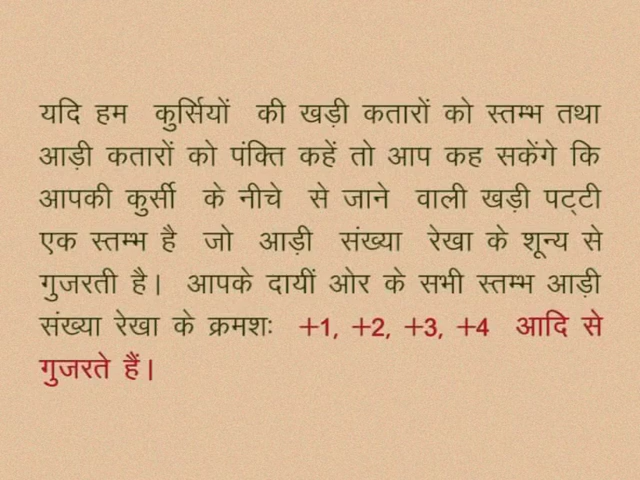 यदि हम कुर्सियों की खड़ी कतारों को स्तम्भ तथा
आड़ी कतारों को पंक्ति कहें तो आप कह सकेंगे कि
आपकी कुर्सी के नीचे से जाने वाली खड़ी पट्टी
एक स्तम्भ है जो आड़ी संख्या रेखा के शून्य से
गुजरती है। आपके दायीं ओर के सभी स्तम्भ आड़ी
संख्या रेखा के क्रमशः +1, +2, +3, +4 आदि से
गुजरते हैं।